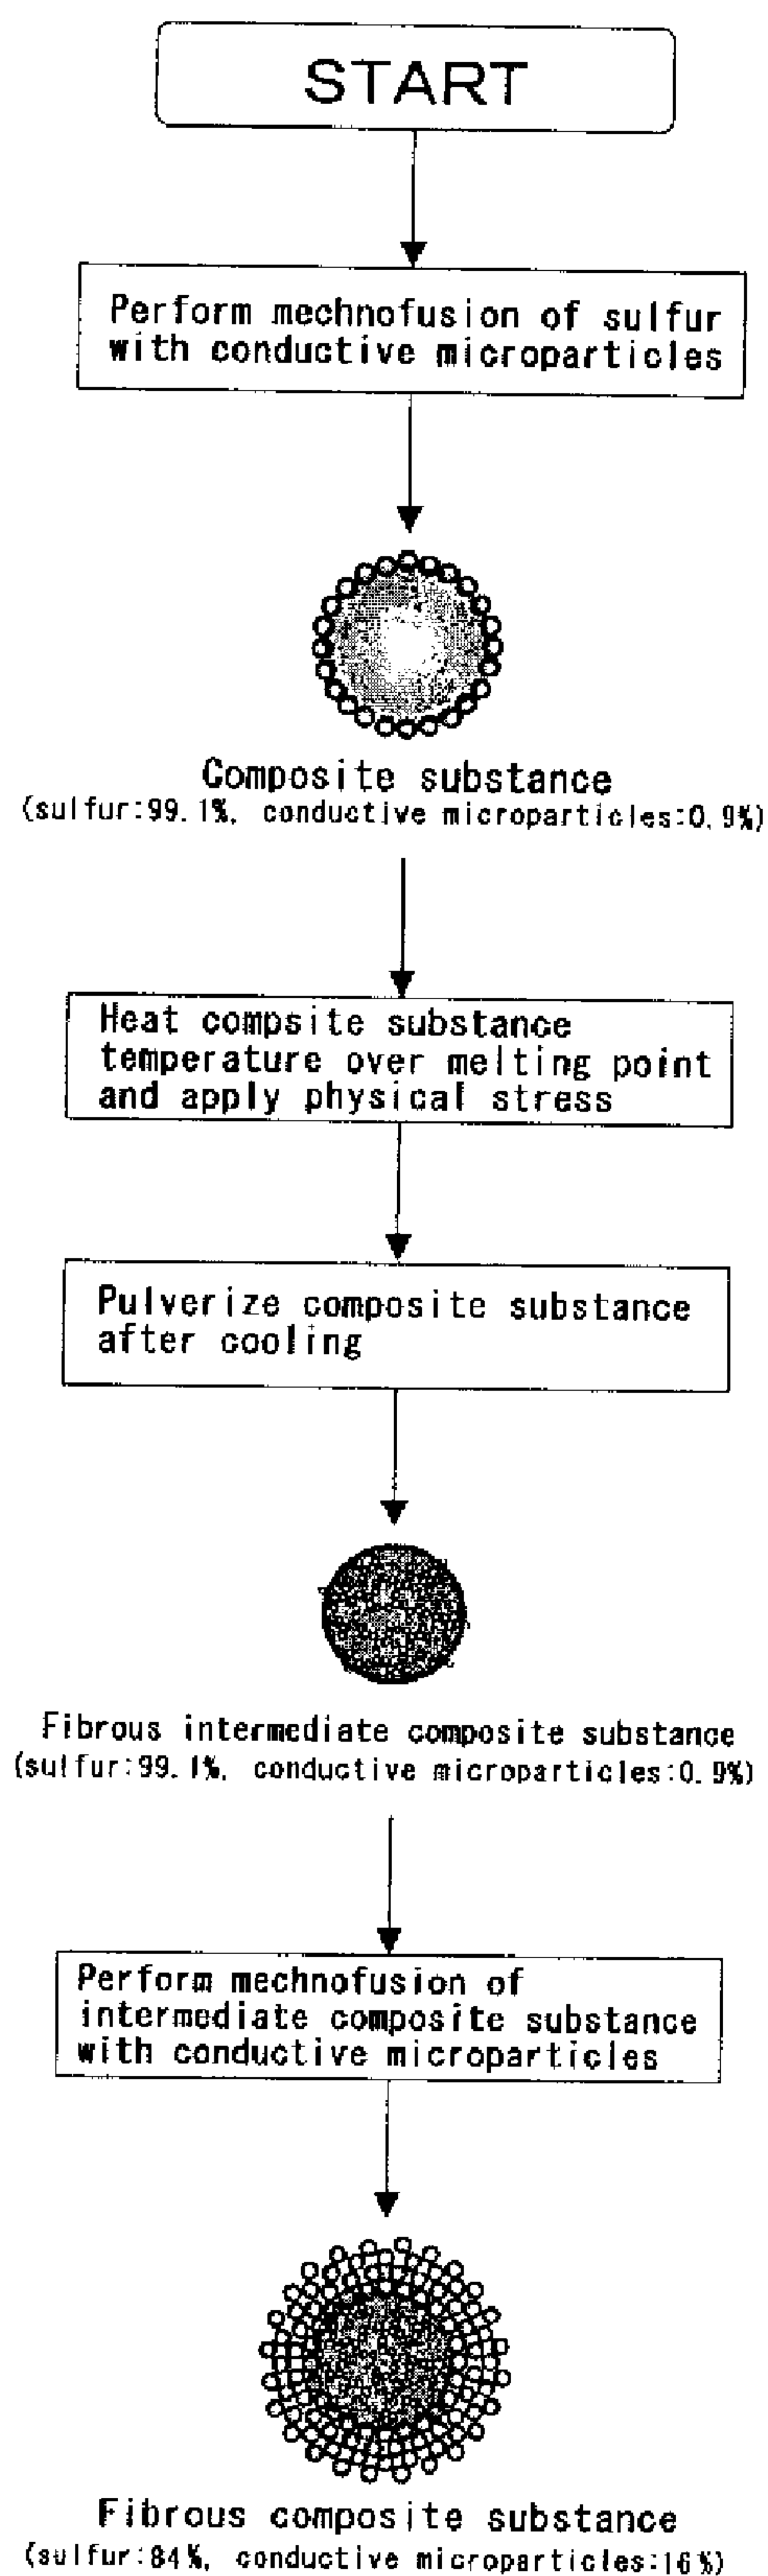 START
Perform mechnofusion of sulfur
with conductive microparticles
Composite substance
(sulfur:99.1%, conductive microparticles:0.9%)
Heat compsite substance
temperature over melting point
and apply physical stress
Pulverize composite substance
after cooling
Fibrous intermediate composite substance
(sulfur:99.1%, conductive microparticles:0.9%)
Perform mechnofusion of
intermediate composite substance
with conductive microparticles
Fibrous composite substance
(sulfur:84%, conductive microparticles:16%)